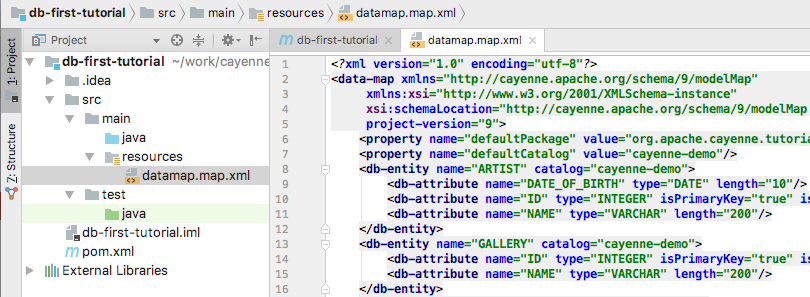 db-first-tutorial src main resources datamap.map.xml
1: Project
Z: Structure
Project
db-first-tutorial ~/work/cayenne
.idea
src
main
java
resources
datamap.map.xml
test
java
db-first-tutorial.iml
pom.xml
External Libraries
m db-first-tutorial datamap.map.xml
1 <?xml version="1.0" encoding="utf-8"?>
2 <data-map xmlns="http://cayenne.apache.org/schema/9/modelMap"
3 xmlns:xsi="http://www.w3.org/2001/XMLSchema-instance"
4 xsi:schemaLocation="http://cayenne.apache.org/schema/9/modelMap
5 project-version="9">
6 <property name="defaultPackage" value="org.apache.cayenne.tutoria
7 <property name="defaultCatalog" value="cayenne-demo"/>
8 <db-entity name="ARTIST" catalog="cayenne-demo">
9 <db-attribute name="DATE_OF_BIRTH" type="DATE" length="10"/>
10 <db-attribute name="ID" type="INTEGER" isPrimaryKey="true" is
11 <db-attribute name="NAME" type="VARCHAR" length="200"/>
12 </db-entity>
13 <db-entity name="GALLERY" catalog="cayenne-demo">
14 <db-attribute name="ID" type="INTEGER" isPrimaryKey="true" is
15 <db-attribute name="NAME" type="VARCHAR" length="200"/>
16 </db-entity>